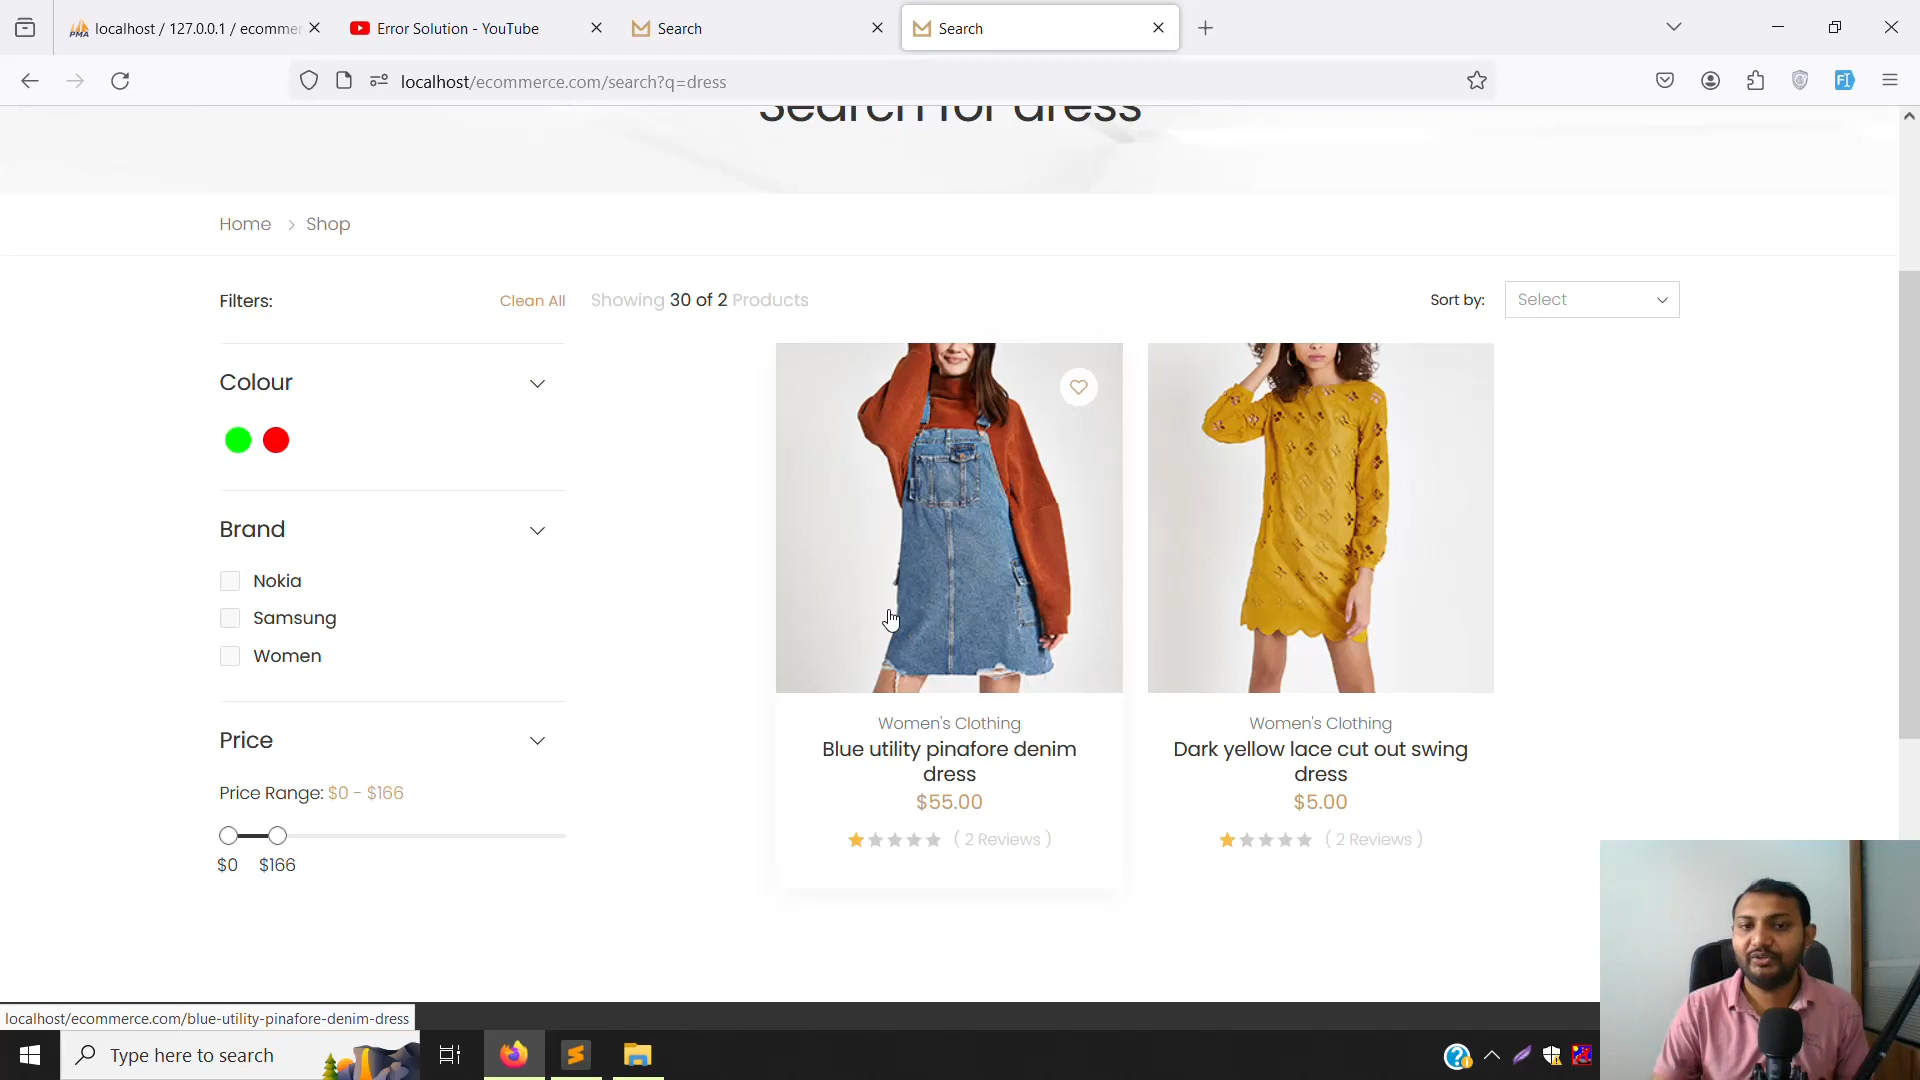 localhost / 127.0.0.1 / ecommer
Error Solution - YouTube
Search
Search
localhost/ecommerce.com/search?q=dress
Search for dress
Home > Shop
Filters:
Clean All
Showing 30 of 2 Products
Sort by:
Select
Colour
Brand
Nokia
Samsung
Women
Price
Price Range: $0 - $166
$0 $166
Women's Clothing
Blue utility pinafore denim
dress
$55.00
( 2 Reviews )
Women's Clothing
Dark yellow lace cut out swing
dress
$5.00
( 2 Reviews )
localhost/ecommerce.com/blue-utility-pinafore-denim-dress
Type here to search